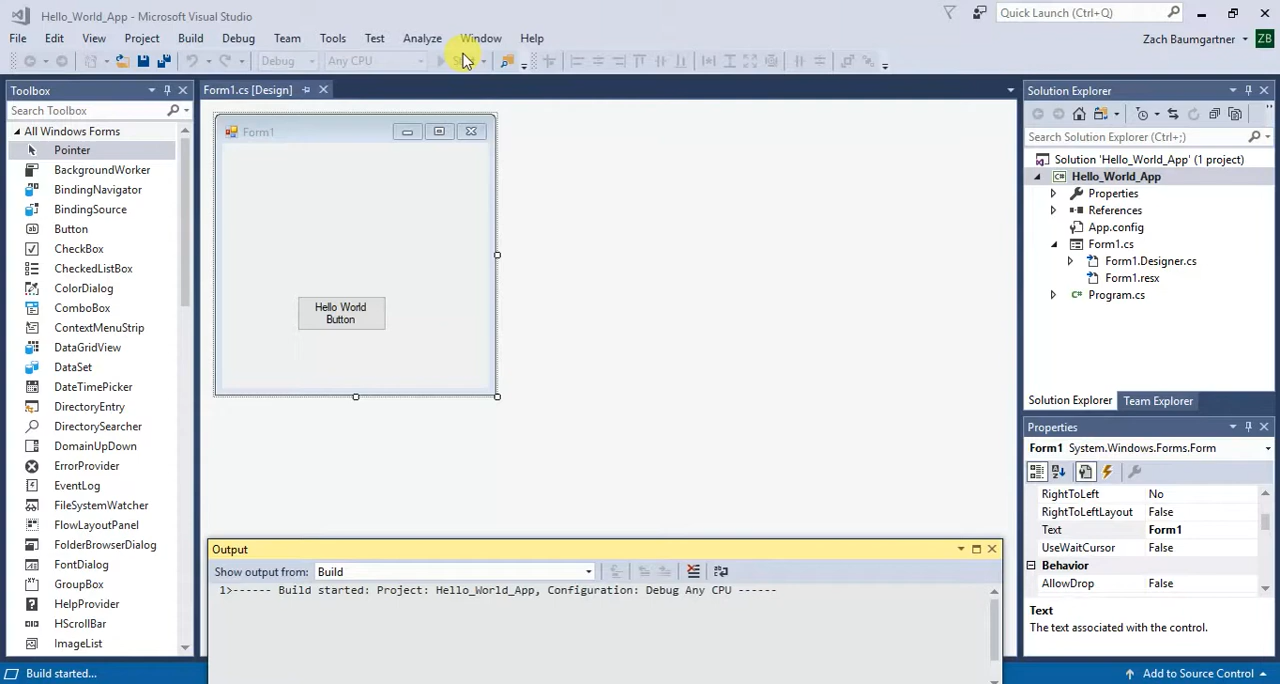 Hello_World_App - Microsoft Visual Studio
Quick Launch (Ctrl+Q)
File Edit View Project Build Debug Team Tools Test Analyze Window Help
Zach Baumgartner ZB
Debug Any CPU
Toolbox
Search Toolbox
All Windows Forms
Pointer
BackgroundWorker
BindingNavigator
BindingSource
Button
CheckBox
CheckedListBox
ColorDialog
ComboBox
ContextMenuStrip
DataGridView
DataSet
DateTimePicker
DirectoryEntry
DirectorySearcher
DomainUpDown
ErrorProvider
EventLog
FileSystemWatcher
FlowLayoutPanel
FolderBrowserDialog
FontDialog
GroupBox
HelpProvider
HScrollBar
ImageList
Form1.cs [Design]
Form1
Hello World
Button
Output
Show output from: Build
1>------ Build started: Project: Hello_World_App, Configuration: Debug Any CPU ------
Solution Explorer
Search Solution Explorer (Ctrl+;)
Solution 'Hello_World_App' (1 project)
C# Hello_World_App
Properties
References
App.config
Form1.cs
Form1.Designer.cs
Form1.resx
C# Program.cs
Solution Explorer Team Explorer
Properties
Form1 System.Windows.Forms.Form
RightToLeft No
RightToLeftLayout False
Text Form1
UseWaitCursor False
Behavior
AllowDrop False
Text
The text associated with the control.
Build started...
Add to Source Control